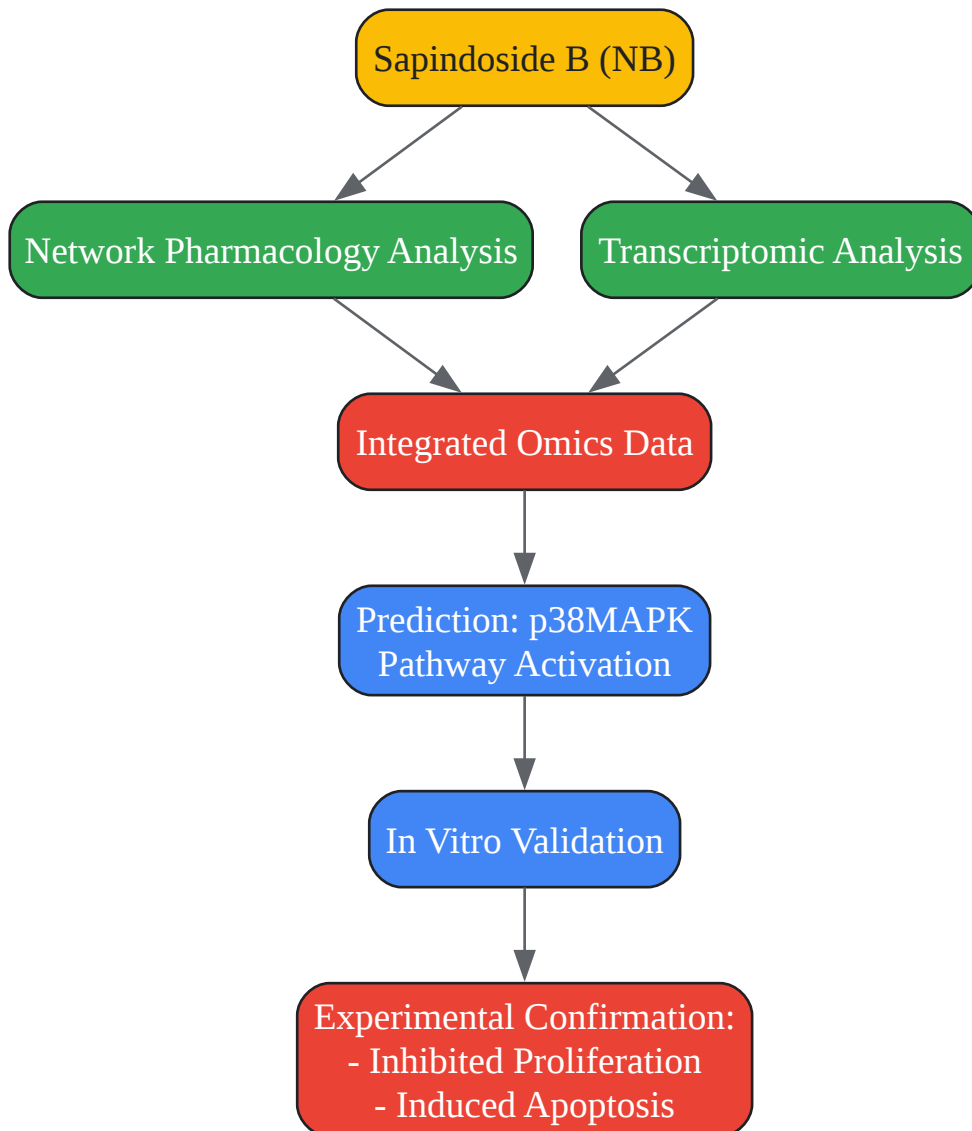 Sapindoside B (NB)
Network Pharmacology Analysis
Transcriptomic Analysis
Integrated Omics Data
Prediction: p38MAPK
Pathway Activation
In Vitro Validation
Experimental Confirmation:
- Inhibited Proliferation
- Induced Apoptosis